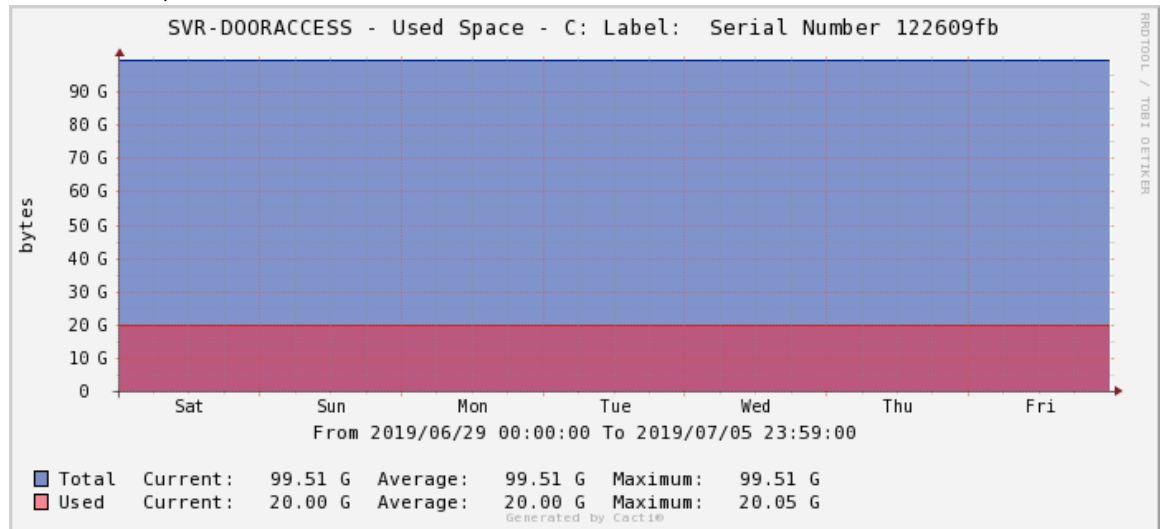 SVR-DOORACCESS - Used Space - C: Label:  Serial Number 122609fb
RRDTOOL / TOBI OETIKER
bytes
90 G
80 G
70 G
60 G
50 G
40 G
30 G
20 G
10 G
0
Sat Sun Mon Tue Wed Thu Fri
From 2019/06/29 00:00:00 To 2019/07/05 23:59:00
Total Current: 99.51 G Average: 99.51 G Maximum: 99.51 G
Used Current: 20.00 G Average: 20.00 G Maximum: 20.05 G
Generated by Cacti®